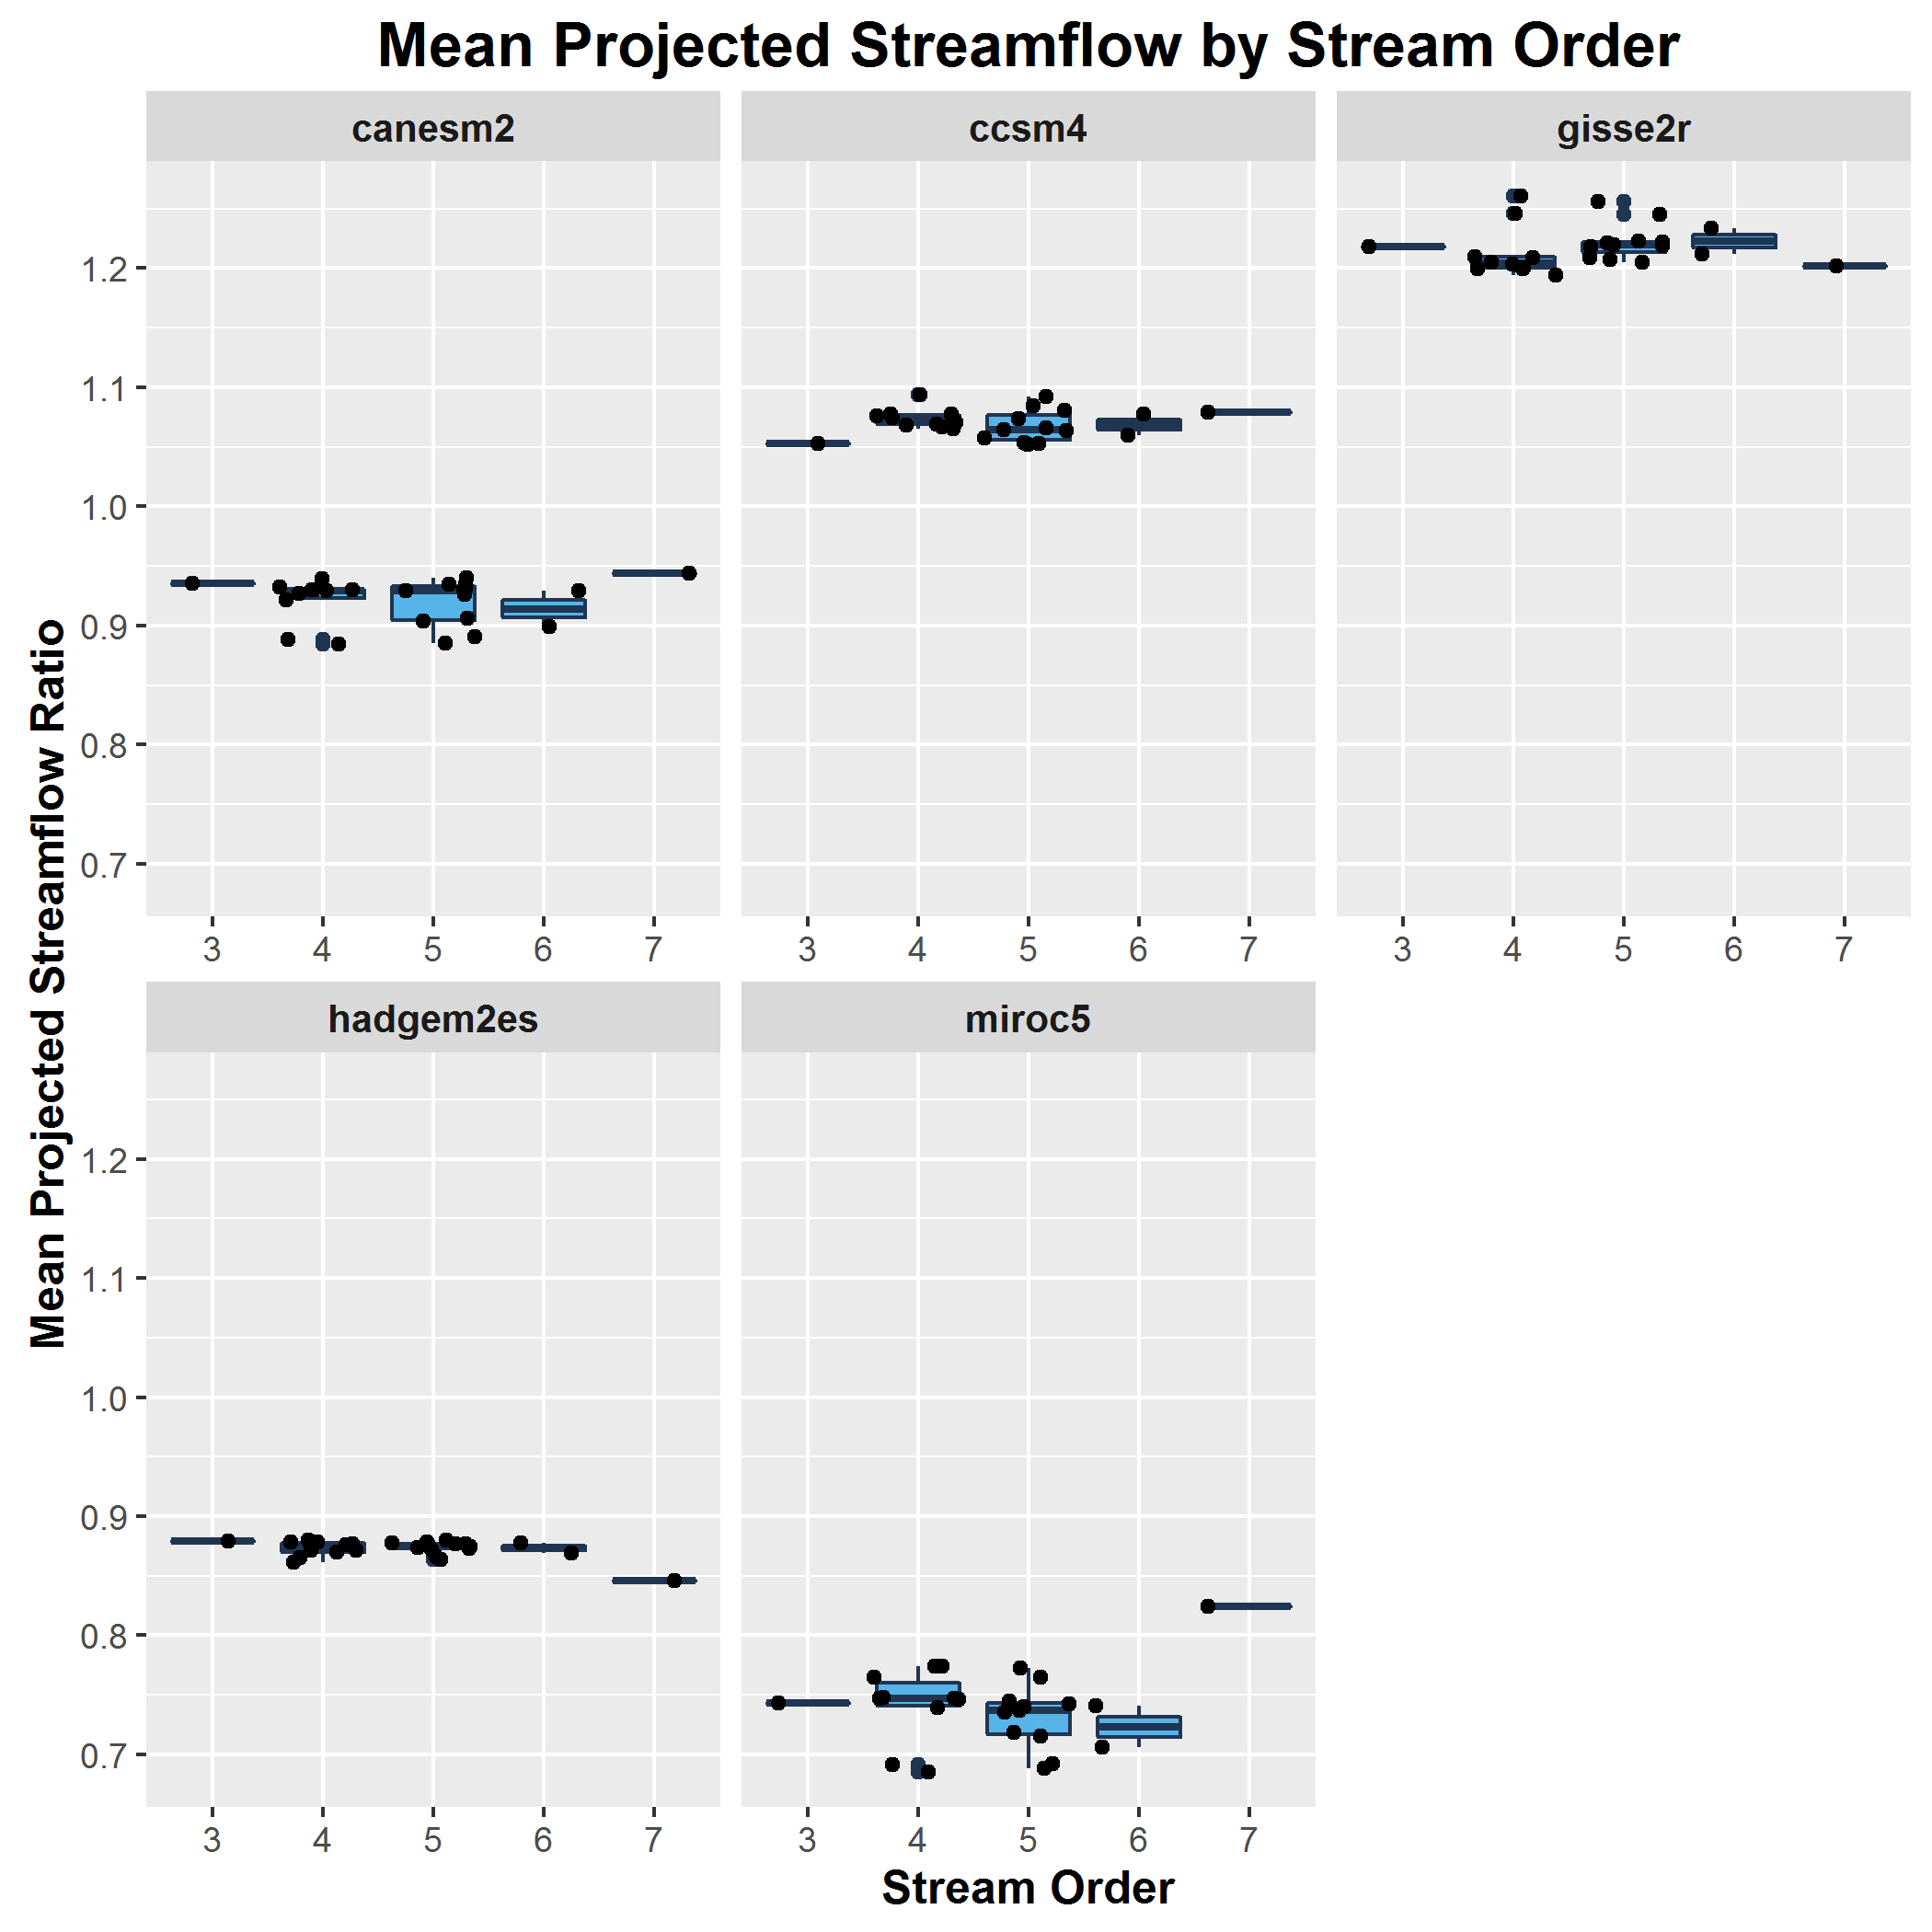 Mean Projected Streamflow by Stream Order
canesm2
ccsm4
gisse2r
Mean Projected Streamflow Ratio
1.2
1.1
1.0
0.9
0.8
0.7
3 4 5 6 7
3 4 5 6 7
3 4 5 6 7
hadgem2es
miroc5
1.2
1.1
1.0
0.9
0.8
0.7
3 4 5 6 7
3 4 5 6 7
Stream Order